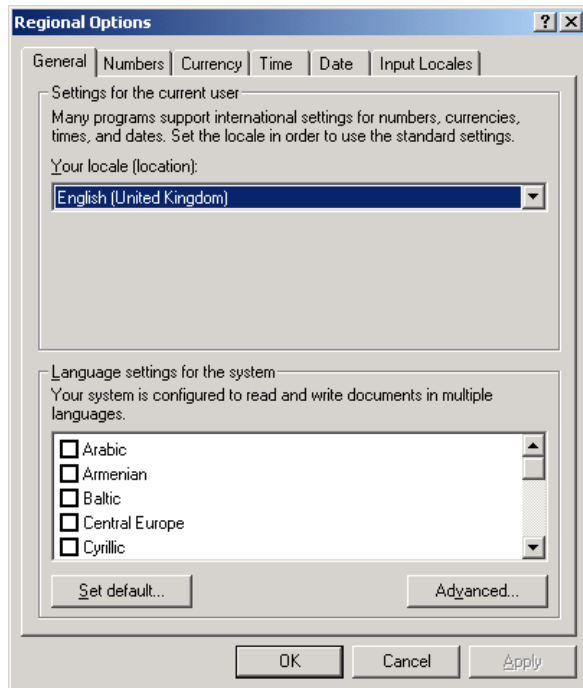 Regional Options
General Numbers Currency Time Date Input Locales
Settings for the current user
Many programs support international settings for numbers, currencies,
times, and dates. Set the locale in order to use the standard settings.
Your locale (location):
English (United Kingdom)
Language settings for the system
Your system is configured to read and write documents in multiple
languages.
Arabic
Armenian
Baltic
Central Europe
Cyrillic
Set default... Advanced...
OK Cancel Apply